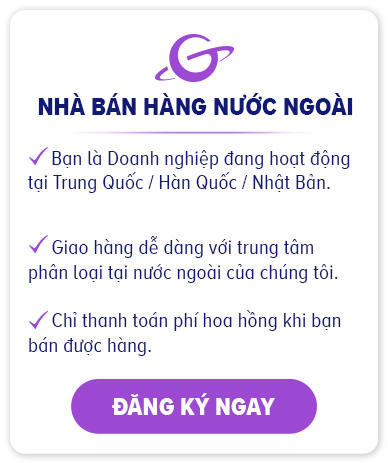 NHÀ BÁN HÀNG NƯỚC NGOÀI
Bạn là Doanh nghiệp đang hoạt động
tại Trung Quốc / Hàn Quốc / Nhật Bản.
Giao hàng dễ dàng với trung tâm
phân loại tại nước ngoài của chúng tôi.
Chỉ thanh toán phí hoa hồng khi bạn
bán được hàng.
ĐĂNG KÝ NGAY